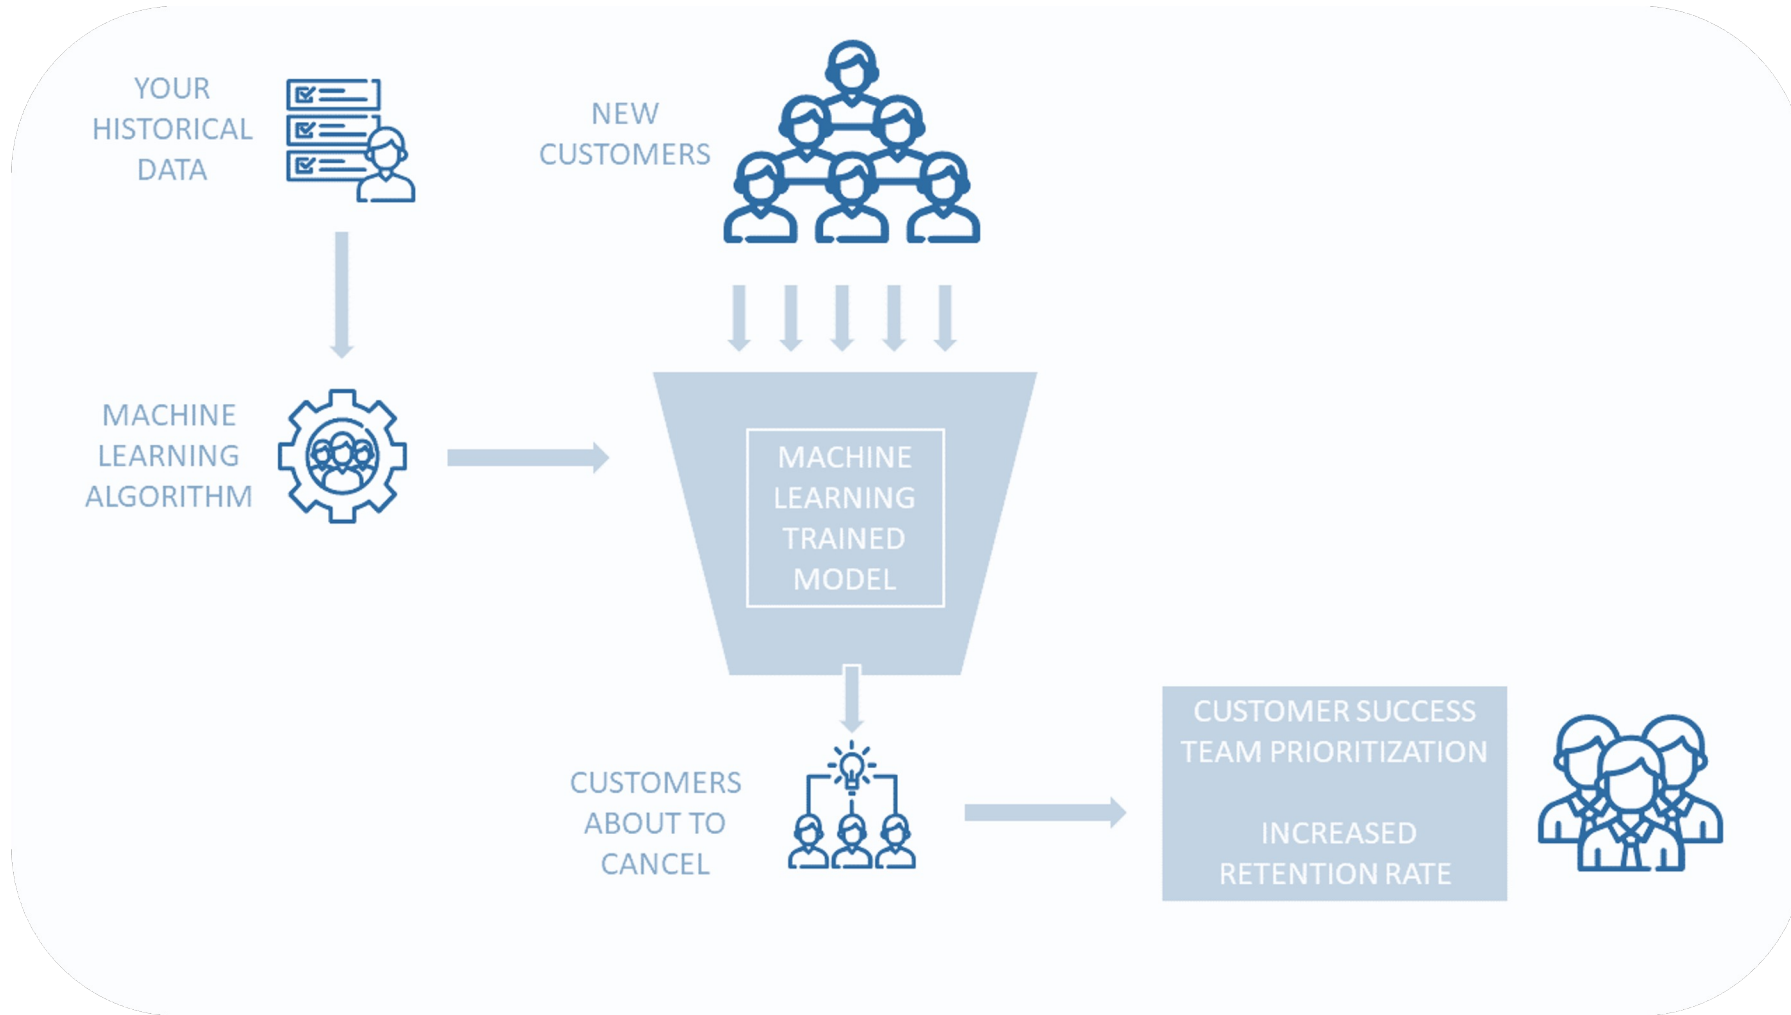 YOUR
HISTORICAL
DATA
NEW
CUSTOMERS
MACHINE
LEARNING
ALGORITHM
MACHINE
LEARNING
TRAINED
MODEL
CUSTOMERS
ABOUT TO
CANCEL
CUSTOMER SUCCESS
TEAM PRIORITIZATION
INCREASED
RETENTION RATE